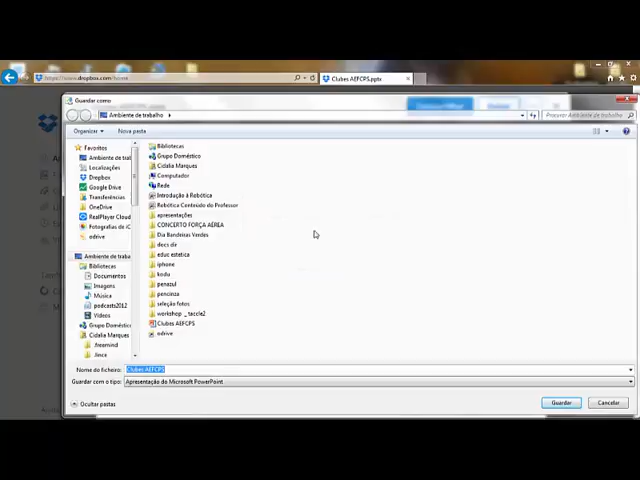 https://www.dropbox.com/home
Clubes AEFCPS.pptx
Guardar como
Ambiente de trabalho
Procurar Ambiente de trabalho
Organizar
Nova pasta
Favoritos
Ambiente de trab
Localizações
Dropbox
Google Drive
Transferências
OneDrive
RealPlayer Cloud
Fotografias do iC
odrive
Ambiente de traba
Bibliotecas
Documentos
Imagens
Música
podcasts2012
Vídeos
Grupo Doméstico
Cidália Marques
.freemind
Bibliotecas
Grupo Doméstico
Cidália Marques
Computador
Rede
Introdução à Robótica
Robótica Conteúdo do Professor
apresentações
CONCERTO FORÇA AÉREA
Dia Bandeiras Verdes
docs dir
educ estetica
iphone
kodu
penazul
pencinza
seleção fotos
workshop _ taccle2
Clubes AEFCPS
odrive
Nome do ficheiro:
Clubes AEFCPS
Guardar com o tipo:
Apresentação do Microsoft PowerPoint
Ocultar pastas
Guardar
Cancelar